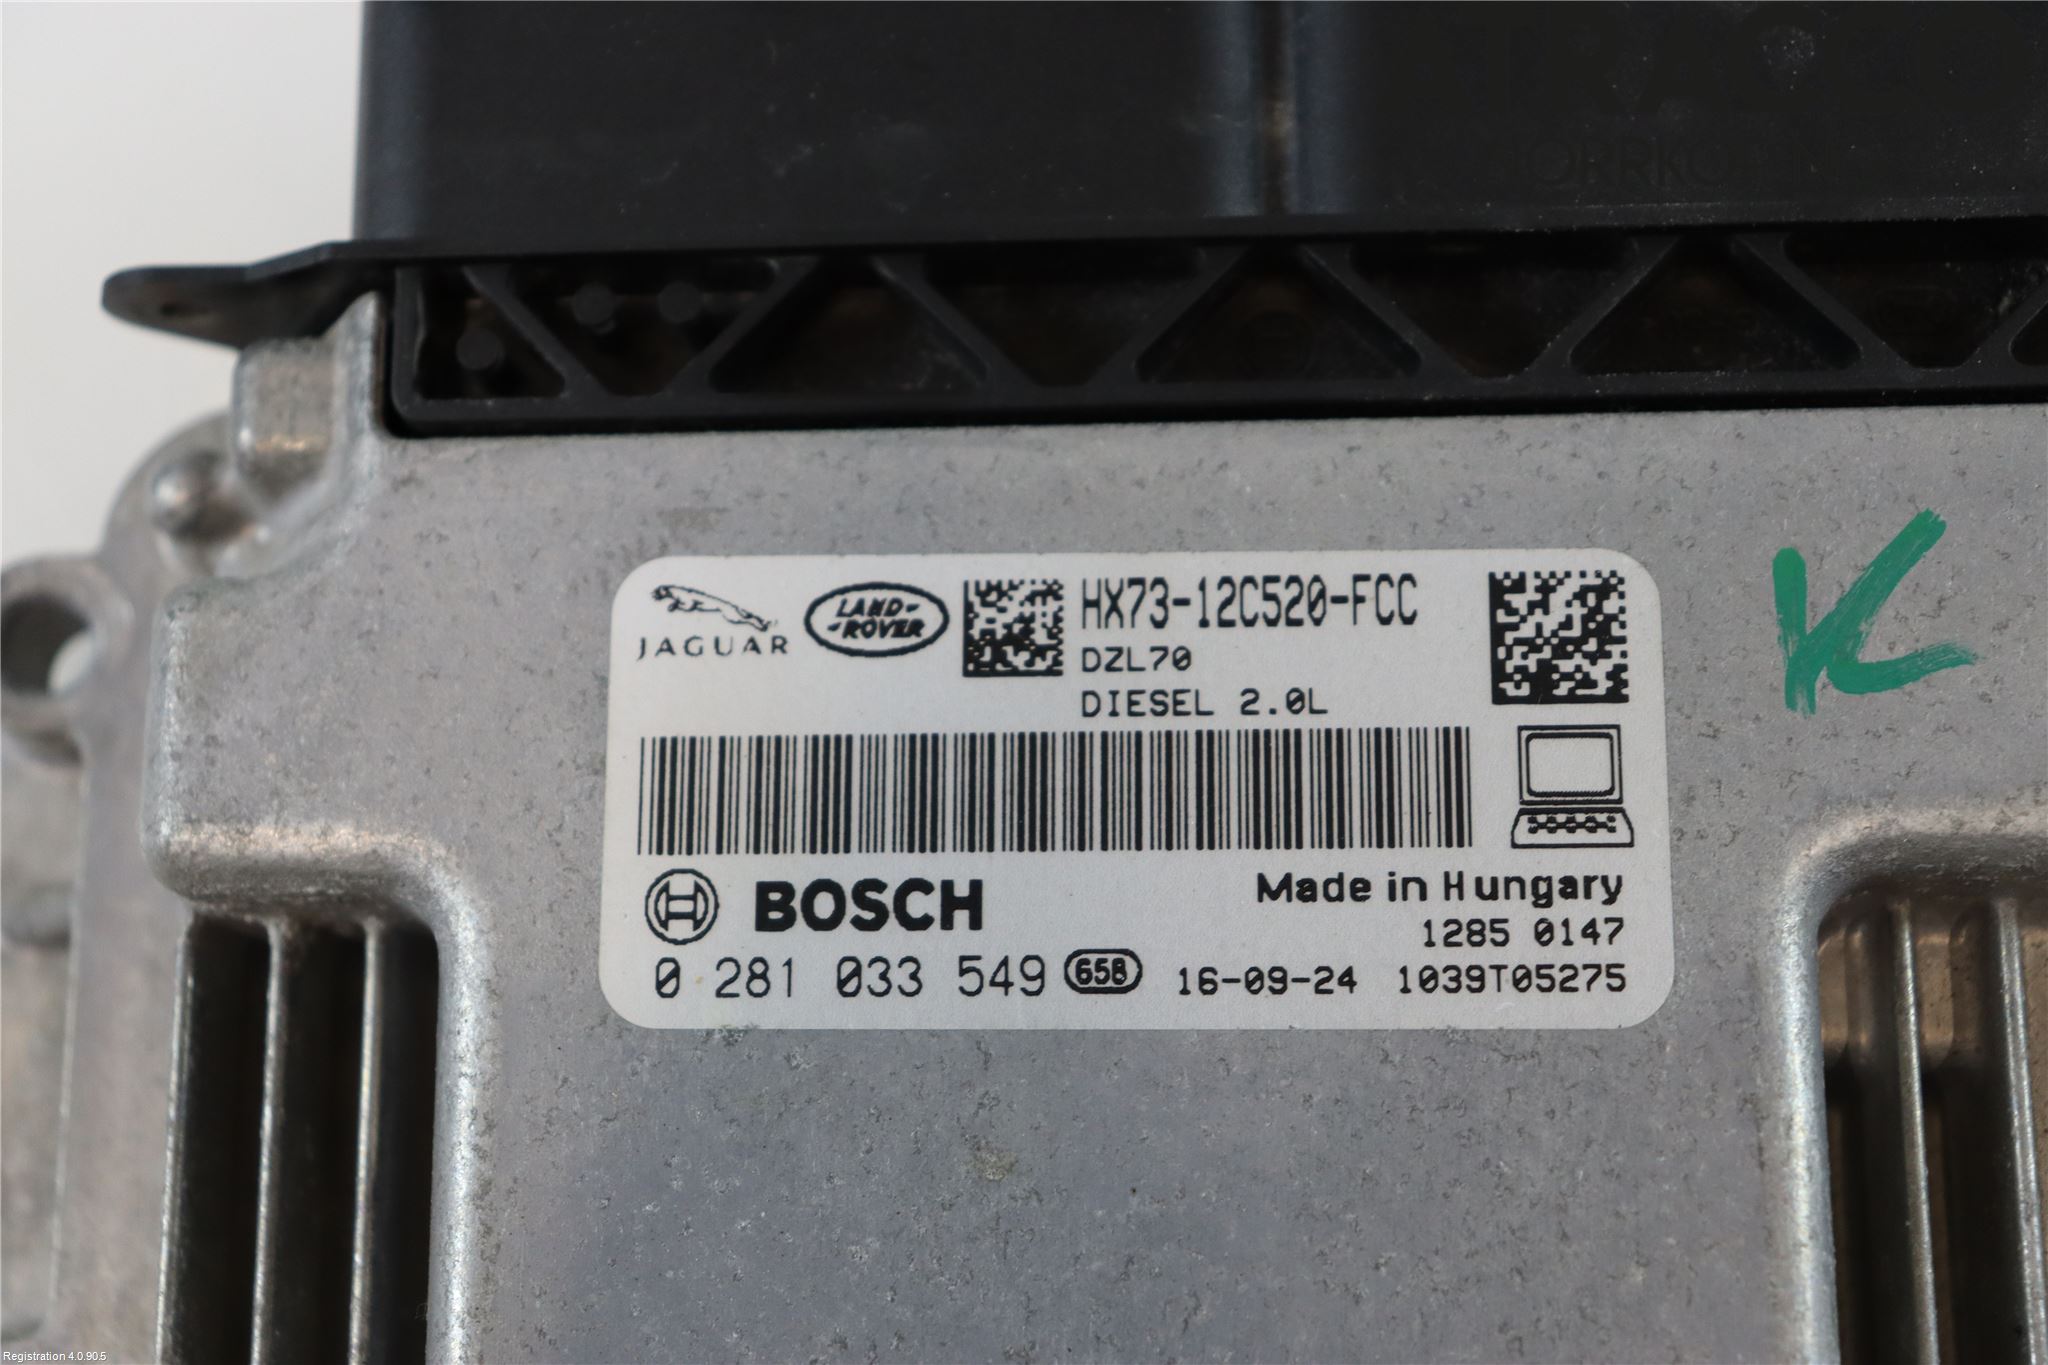 JAGUAR
LAND-
-ROVER
HX73-12C520-FCC
DZL70
DIESEL 2.0L
K
BOSCH
Made in Hungary
1285 0147
0 281 033 549 65B 16-09-24 1039T05275
Registration 4.0.90.5